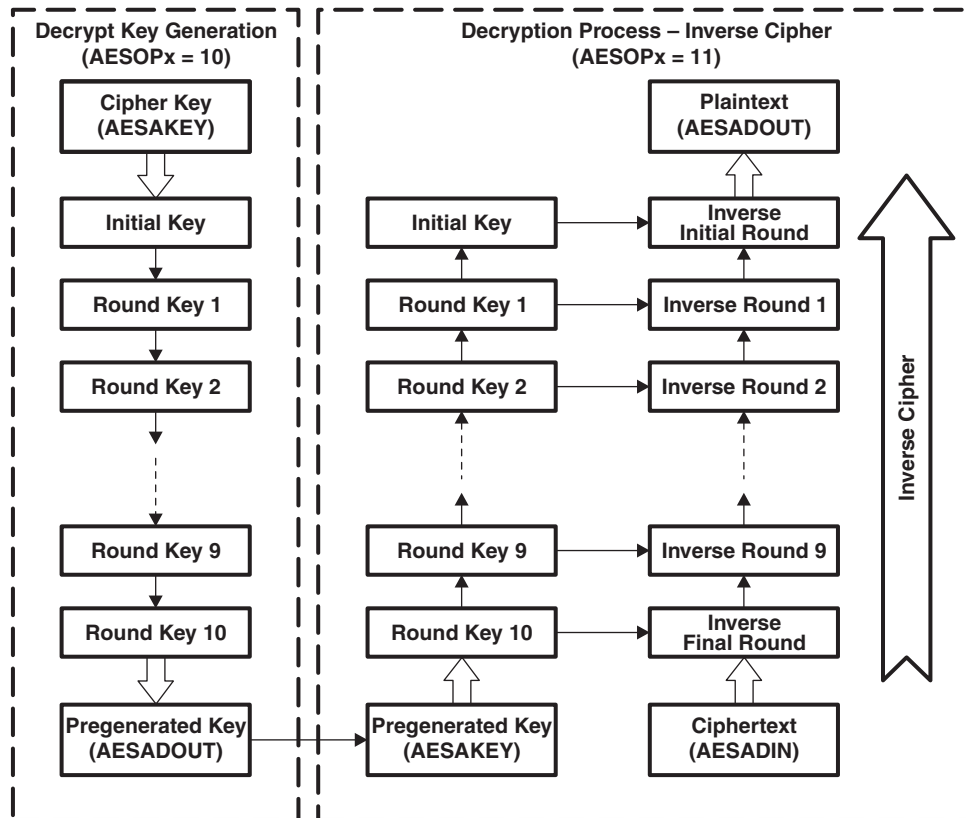 Decrypt Key Generation
(AESOPx = 10)
Cipher Key
(AESAKEY)
Initial Key
Round Key 1
Round Key 2
Round Key 9
Round Key 10
Pregenerated Key
(AESADOUT)
Decryption Process – Inverse Cipher
(AESOPx = 11)
Plaintext
(AESADOUT)
Initial Key
Inverse
Initial Round
Round Key 1
Inverse Round 1
Round Key 2
Inverse Round 2
Round Key 9
Inverse Round 9
Round Key 10
Inverse
Final Round
Pregenerated Key
(AESAKEY)
Ciphertext
(AESADIN)
Inverse Cipher